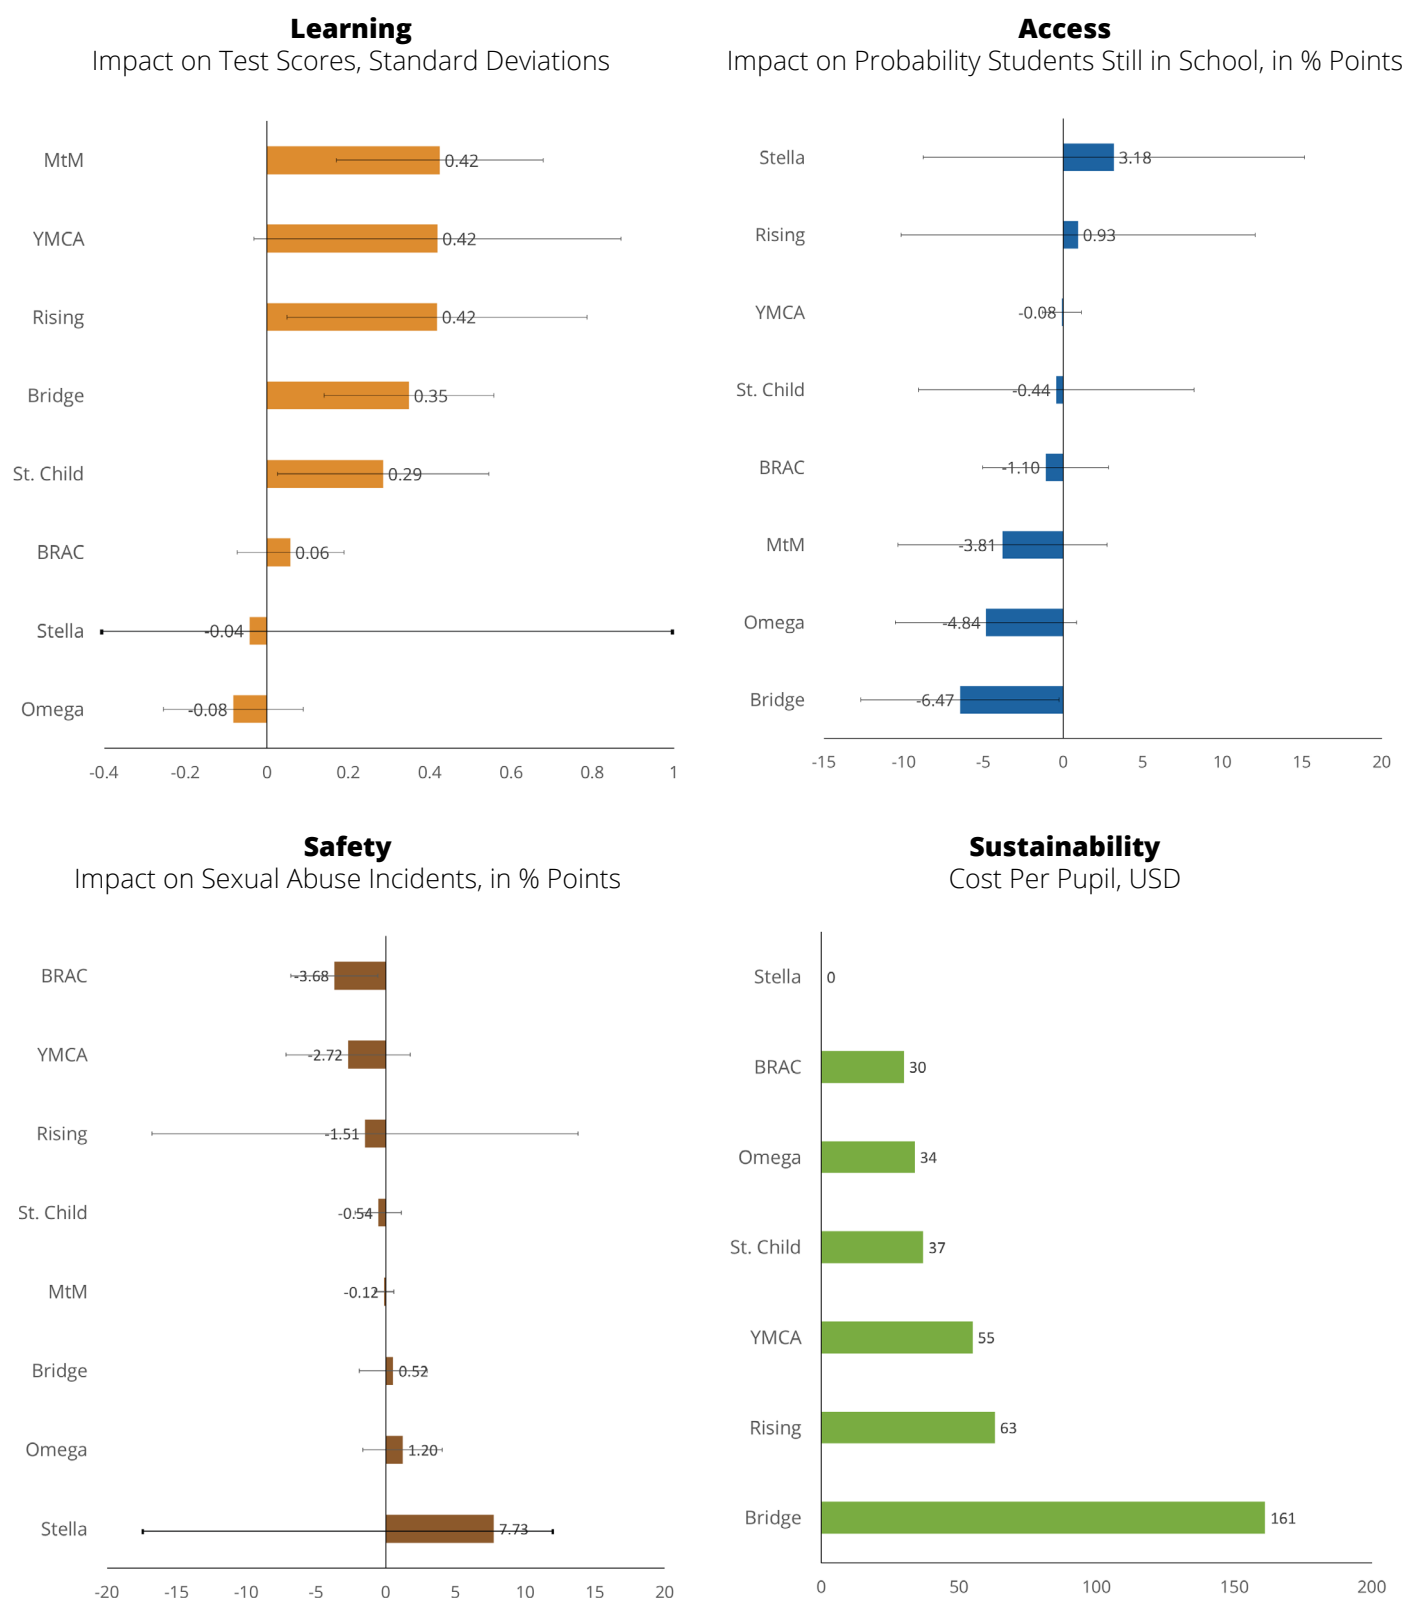 Learning
Impact on Test Scores, Standard Deviations
MtM 0.42
YMCA 0.42
Rising 0.42
Bridge 0.35
St. Child 0.29
BRAC 0.06
Stella -0.04
Omega -0.08
-0.4 -0.2 0 0.2 0.4 0.6 0.8 1
Access
Impact on Probability Students Still in School, in % Points
Stella 3.18
Rising 0.93
YMCA -0.08
St. Child -0.44
BRAC -1.10
MtM -3.81
Omega -4.84
Bridge -6.47
-15 -10 -5 0 5 10 15 20
Safety
Impact on Sexual Abuse Incidents, in % Points
BRAC -3.68
YMCA -2.72
Rising -1.51
St. Child -0.54
MtM -0.12
Bridge 0.52
Omega 1.20
Stella 7.73
-20 -15 -10 -5 0 5 10 15 20
Sustainability
Cost Per Pupil, USD
Stella 0
BRAC 30
Omega 34
St. Child 37
YMCA 55
Rising 63
Bridge 161
0 50 100 150 200